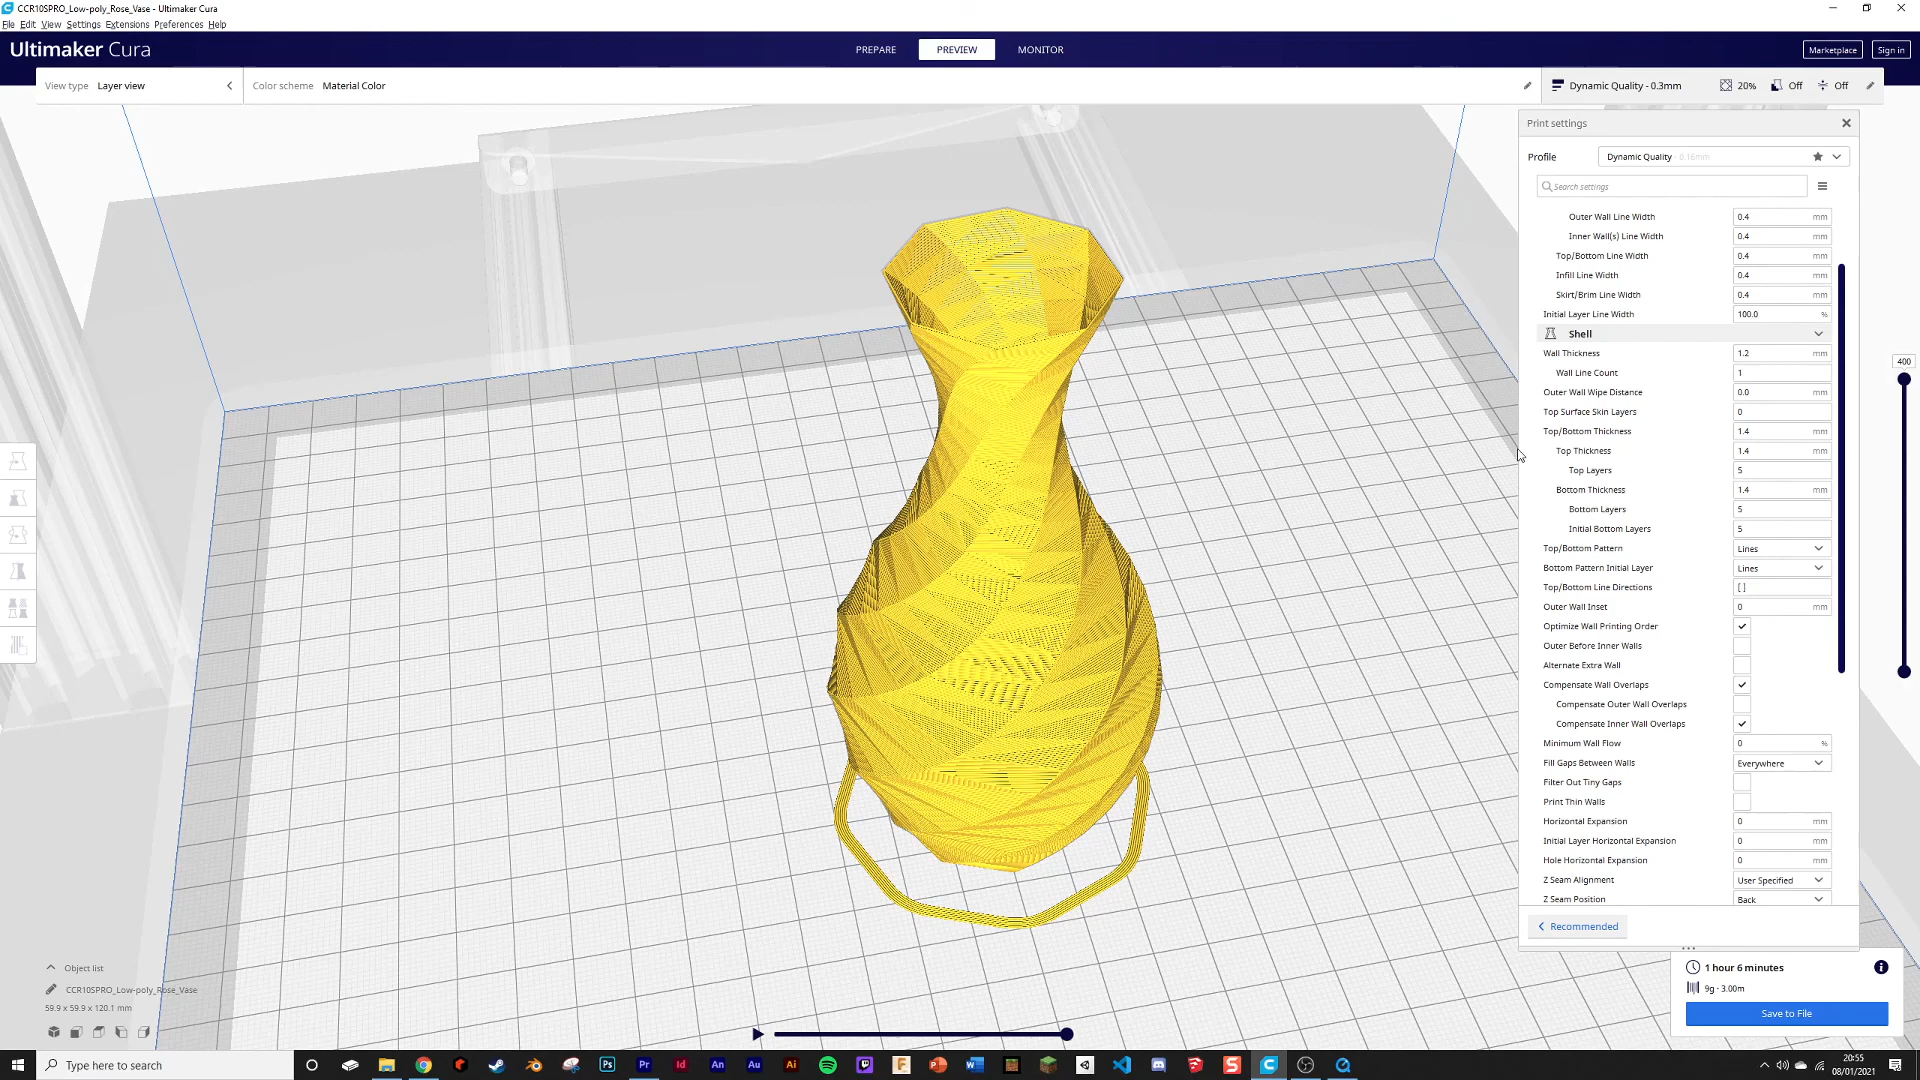 CCR10SPRO_Low-poly_Rose_Vase - Ultimaker Cura
File Edit View Settings Extensions Preferences Help
Ultimaker Cura
PREPARE PREVIEW MONITOR
Marketplace Sign in
View type Layer view
Color scheme Material Color
Dynamic Quality - 0.3mm 20% Off Off
Print settings
Profile Dynamic Quality - 0.16mm
Search settings
Outer Wall Line Width 0.4 mm
Inner Wall(s) Line Width 0.4 mm
Top/Bottom Line Width 0.4 mm
Infill Line Width 0.4 mm
Skirt/Brim Line Width 0.4 mm
Initial Layer Line Width 100.0 %
Shell
Wall Thickness 1.2 mm
Wall Line Count 1
Outer Wall Wipe Distance 0.0 mm
Top Surface Skin Layers 0
Top/Bottom Thickness 1.4 mm
Top Thickness 1.4 mm
Top Layers 5
Bottom Thickness 1.4 mm
Bottom Layers 5
Initial Bottom Layers 5
Top/Bottom Pattern Lines
Bottom Pattern Initial Layer Lines
Top/Bottom Line Directions [ ]
Outer Wall Inset 0 mm
Optimize Wall Printing Order
Outer Before Inner Walls
Alternate Extra Wall
Compensate Wall Overlaps
Compensate Outer Wall Overlaps
Compensate Inner Wall Overlaps
Minimum Wall Flow 0 %
Fill Gaps Between Walls Everywhere
Filter Out Tiny Gaps
Print Thin Walls
Horizontal Expansion 0 mm
Initial Layer Horizontal Expansion 0 mm
Hole Horizontal Expansion 0 mm
Z Seam Alignment User Specified
Z Seam Position Back
Recommended
400
Object list
CCR10SPRO_Low-poly_Rose_Vase
59.9 x 59.9 x 120.1 mm
1 hour 6 minutes
9g · 3.00m
Save to File
Type here to search
Ps Pr Id An Au Ai
20:55
08/01/2021